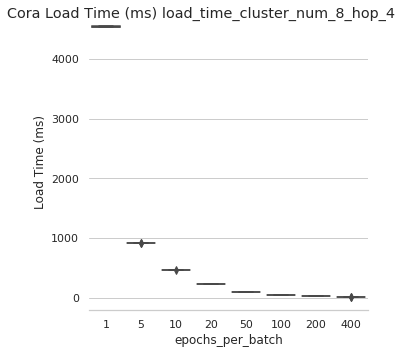 Cora Load Time (ms) load_time_cluster_num_8_hop_4
4000
3000
2000
1000
0
Load Time (ms)
1 5 10 20 50 100 200 400
epochs_per_batch